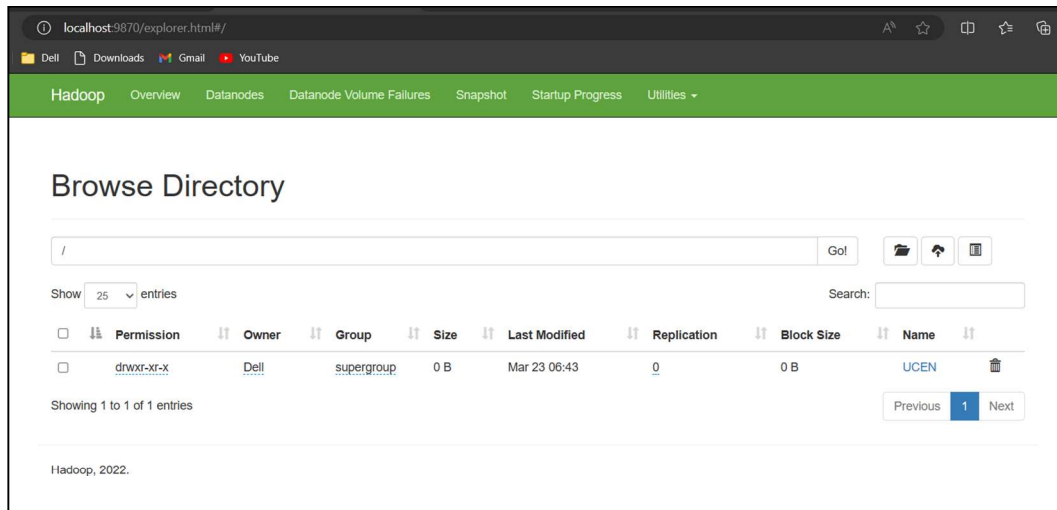 localhost:9870/explorer.html#/
Dell Downloads Gmail YouTube
Hadoop Overview Datanodes Datanode Volume Failures Snapshot Startup Progress Utilities
Browse Directory
/ Go!
Show 25 entries Search:
Permission Owner Group Size Last Modified Replication Block Size Name
drwxr-xr-x Dell supergroup 0 B Mar 23 06:43 0 0 B UCEN
Showing 1 to 1 of 1 entries Previous 1 Next
Hadoop, 2022.